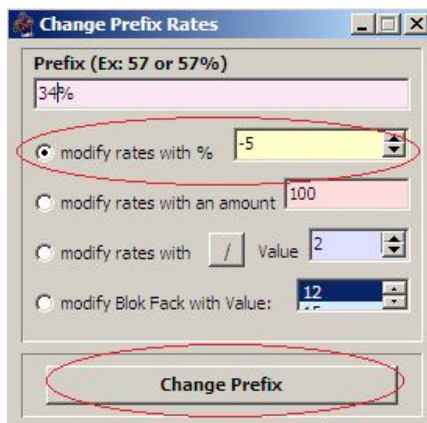 Change Prefix Rates
Prefix (Ex: 57 or 57%)
34%
modify rates with % -5
modify rates with an amount 100
modify rates with / Value 2
modify Blok Fack with Value: 12
Change Prefix